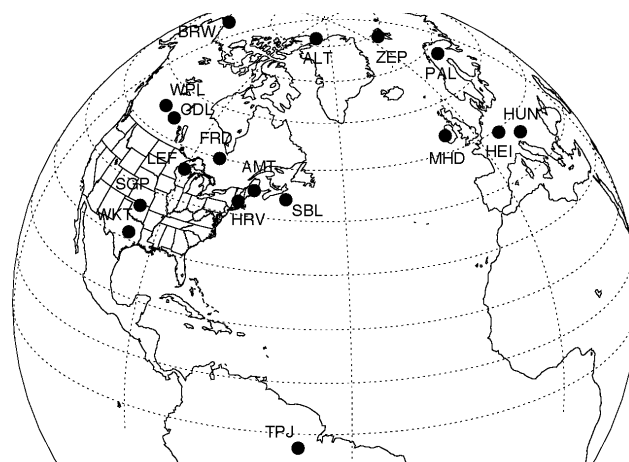 BRW
ALT
ZEP
PAL
WPL
CDL
HUN
FRD
MHD
HEI
LEF
AMT
SGP
SBL
WKT
HRV
TPJ